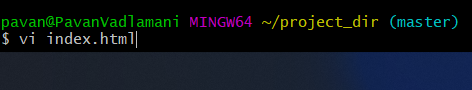 pavan@PavanVadlamani MINGW64 ~/project_dir (master)
$ vi index.html